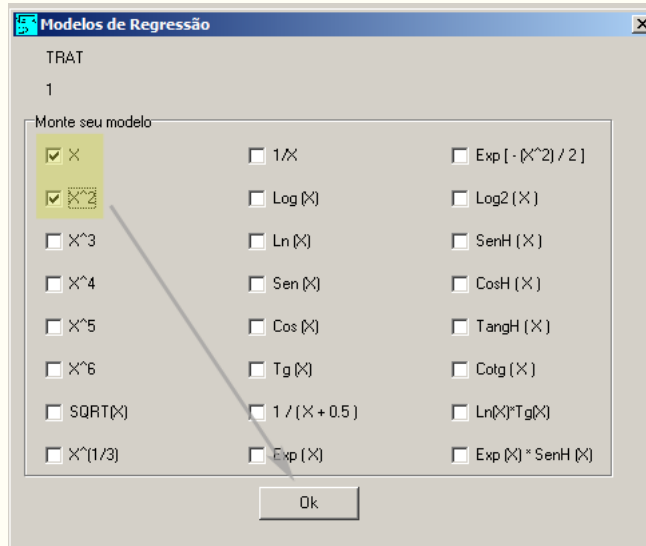 Modelos de Regressão
TRAT
1
Monte seu modelo
X 1/X Exp [ - (X^2) / 2 ]
X^2 Log (X) Log2 ( X )
X^3 Ln (X) SenH ( X )
X^4 Sen (X) CosH ( X )
X^5 Cos (X) TangH ( X )
X^6 Tg (X) Cotg ( X )
SQRT(X) 1 / ( X + 0.5 ) Ln(X)*Tg(X)
X^(1/3) Exp ( X) Exp (X) * SenH (X)
Ok